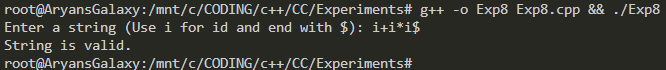 root@AryansGalaxy:/mnt/c/CODING/c++/CC/Experiments# g++ -o Exp8 Exp8.cpp && ./Exp8
Enter a string (Use i for id and end with $): i+i*i$
String is valid.
root@AryansGalaxy:/mnt/c/CODING/c++/CC/Experiments#